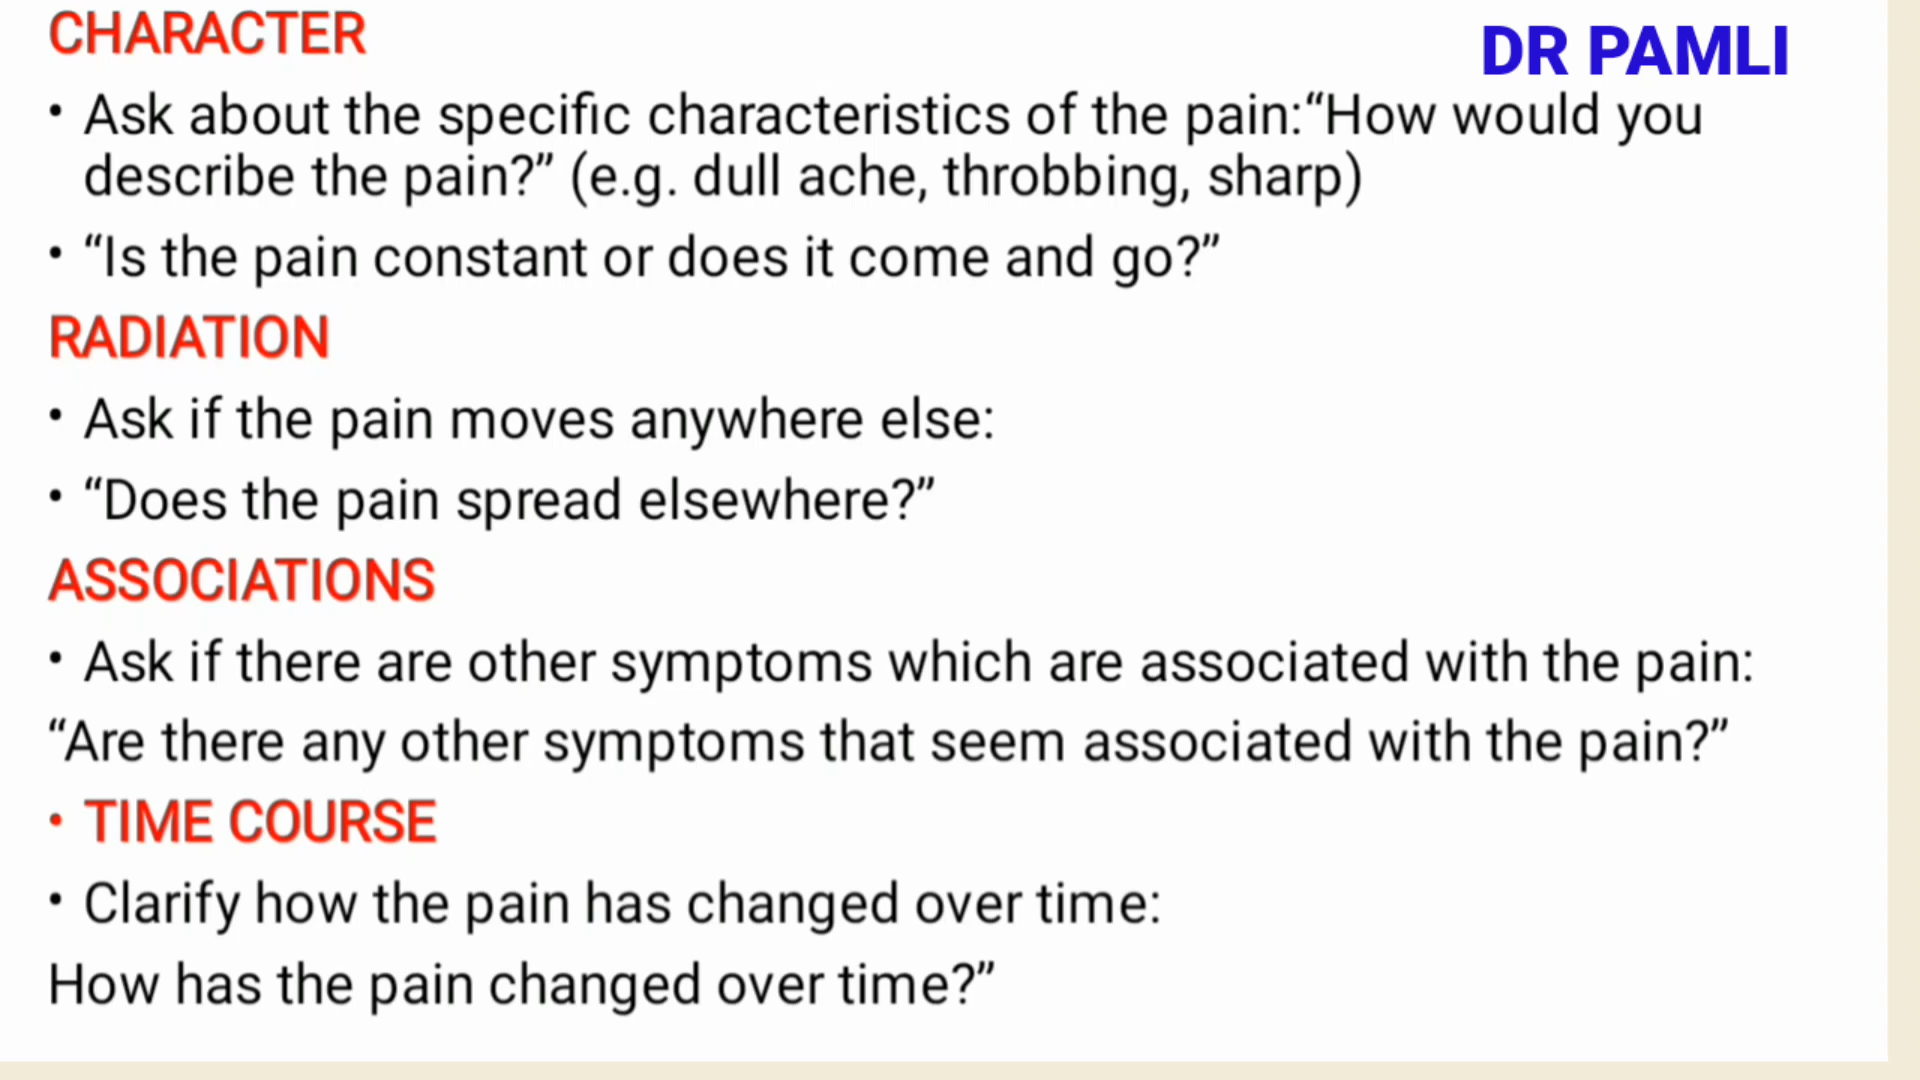 CHARACTER
DR PAMLI
• Ask about the specific characteristics of the pain:“How would you
describe the pain?” (e.g. dull ache, throbbing, sharp)
• “Is the pain constant or does it come and go?”
RADIATION
• Ask if the pain moves anywhere else:
• “Does the pain spread elsewhere?”
ASSOCIATIONS
• Ask if there are other symptoms which are associated with the pain:
“Are there any other symptoms that seem associated with the pain?”
• TIME COURSE
• Clarify how the pain has changed over time:
How has the pain changed over time?”